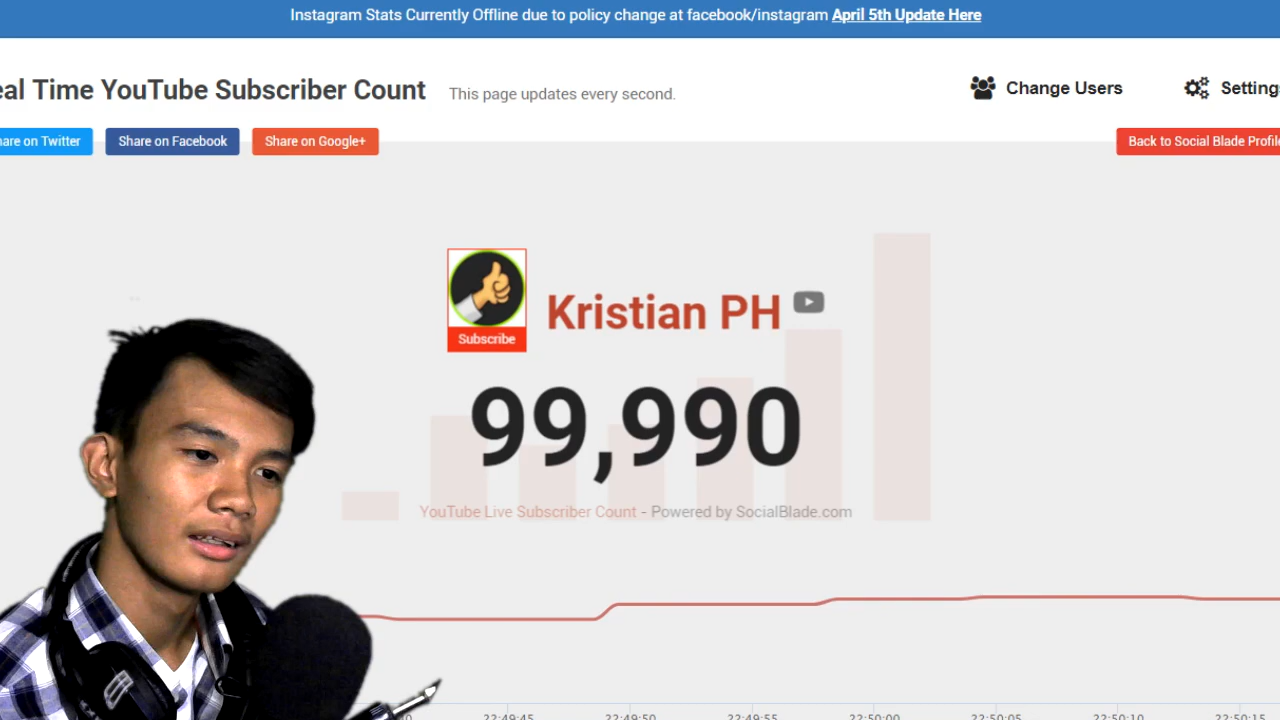 Instagram Stats Currently Offline due to policy change at facebook/instagram April 5th Update Here
eal Time YouTube Subscriber Count This page updates every second. Change Users Setting
are on Twitter Share on Facebook Share on Google+ Back to Social Blade Profile
Kristian PH
Subscribe
99,990
YouTube Live Subscriber Count - Powered by SocialBlade.com
22:49:45 22:49:50 22:49:55 22:50:00 22:50:05 22:50:10 22:50:15